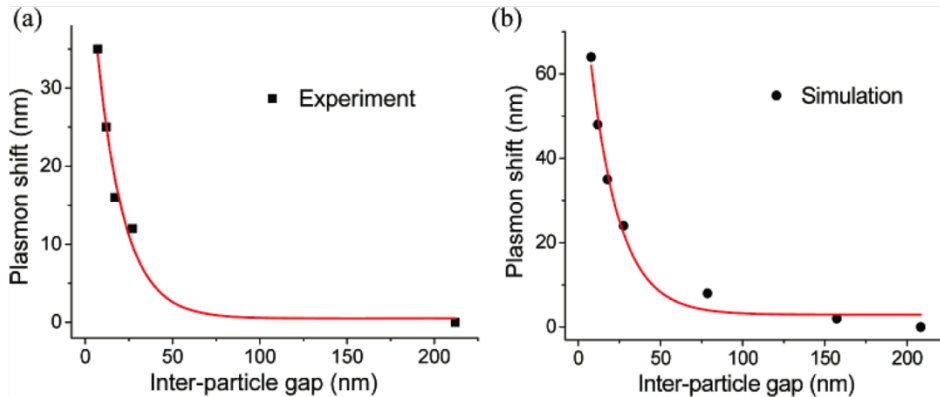 (a)
Plasmon shift (nm)
30
20
10
0
Experiment
0 50 100 150 200
Inter-particle gap (nm)
(b)
Plasmon shift (nm)
60
40
20
0
Simulation
0 50 100 150 200
Inter-particle gap (nm)